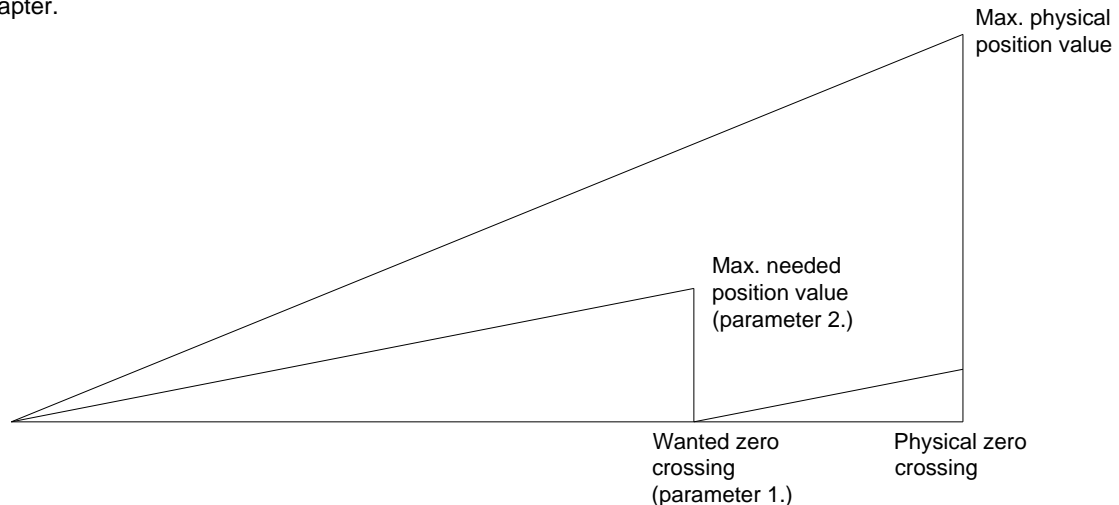 apter.
Max. physical
position value
Max. needed
position value
(parameter 2.)
Wanted zero
crossing
(parameter 1.)
Physical zero
crossing